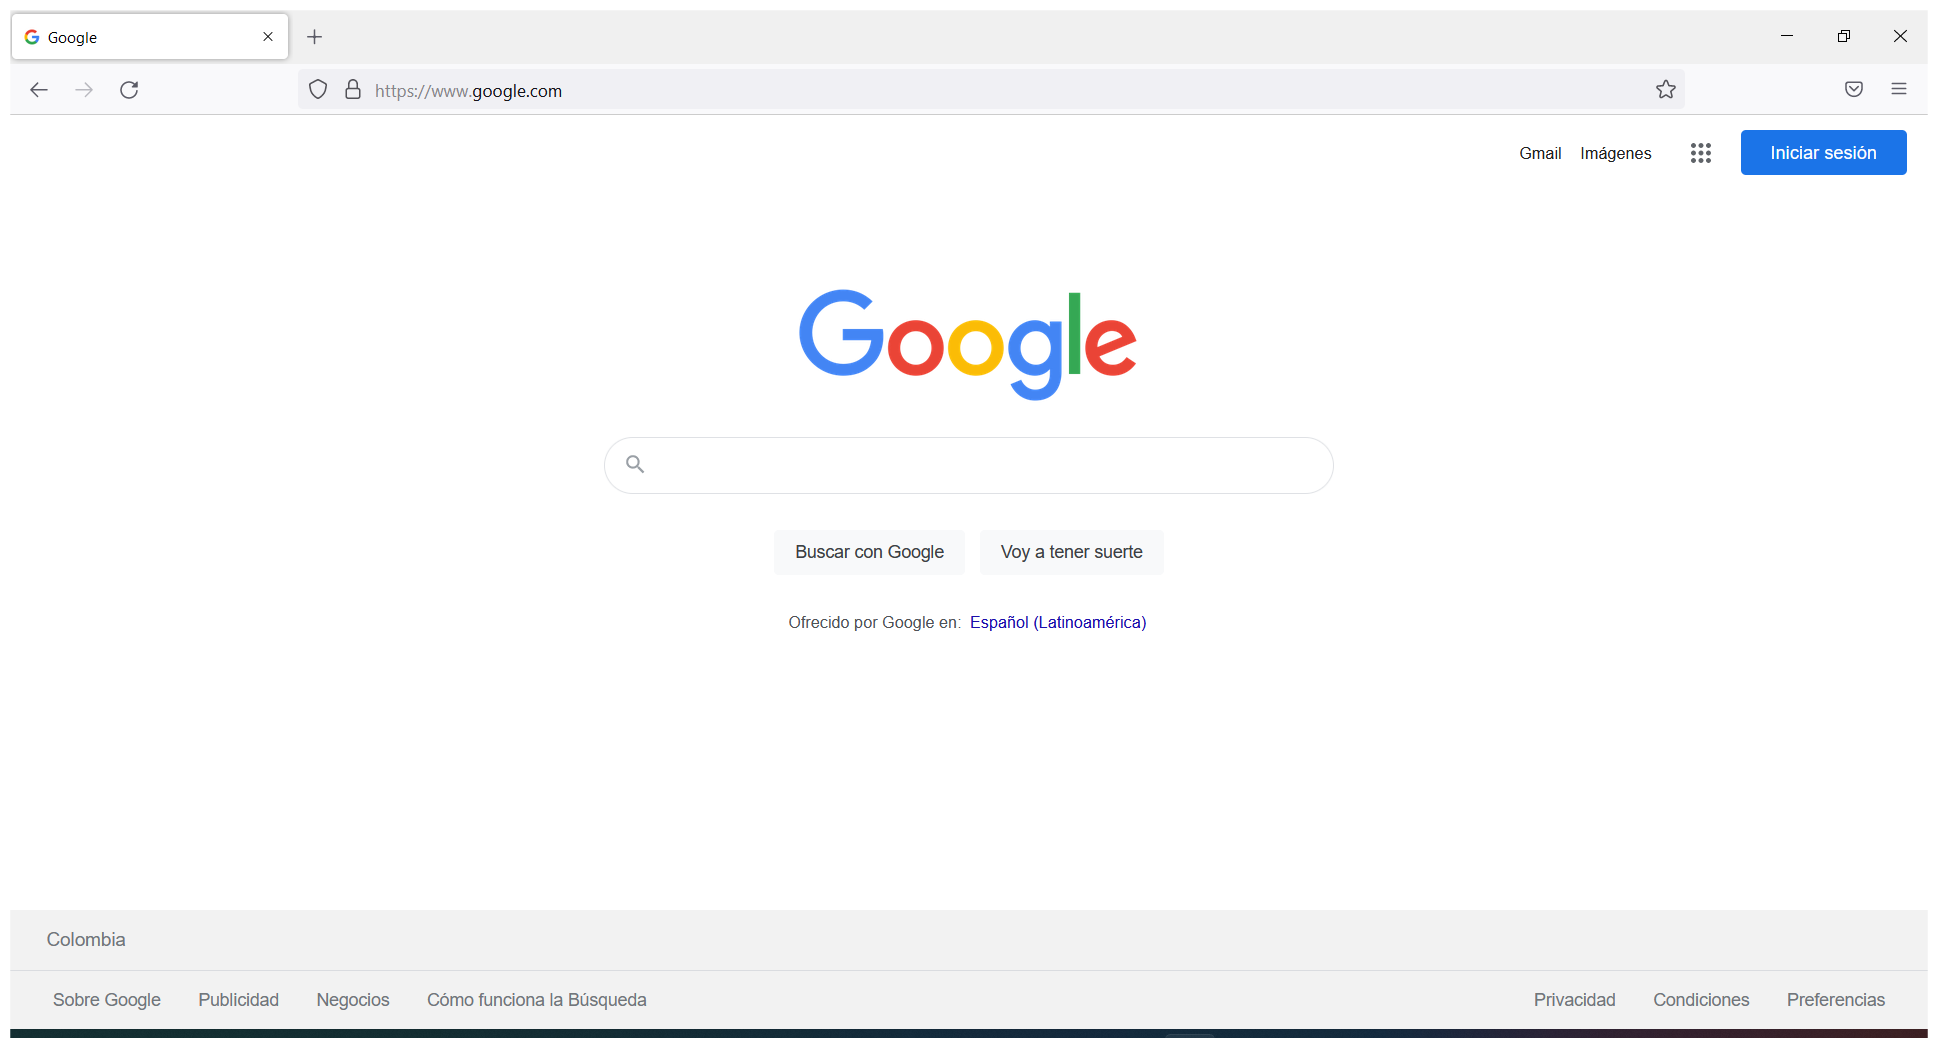 Google
https://www.google.com
Gmail Imágenes Iniciar sesión
Google
Buscar con Google Voy a tener suerte
Ofrecido por Google en: Español (Latinoamérica)
Colombia
Sobre Google Publicidad Negocios Cómo funciona la Búsqueda Privacidad Condiciones Preferencias